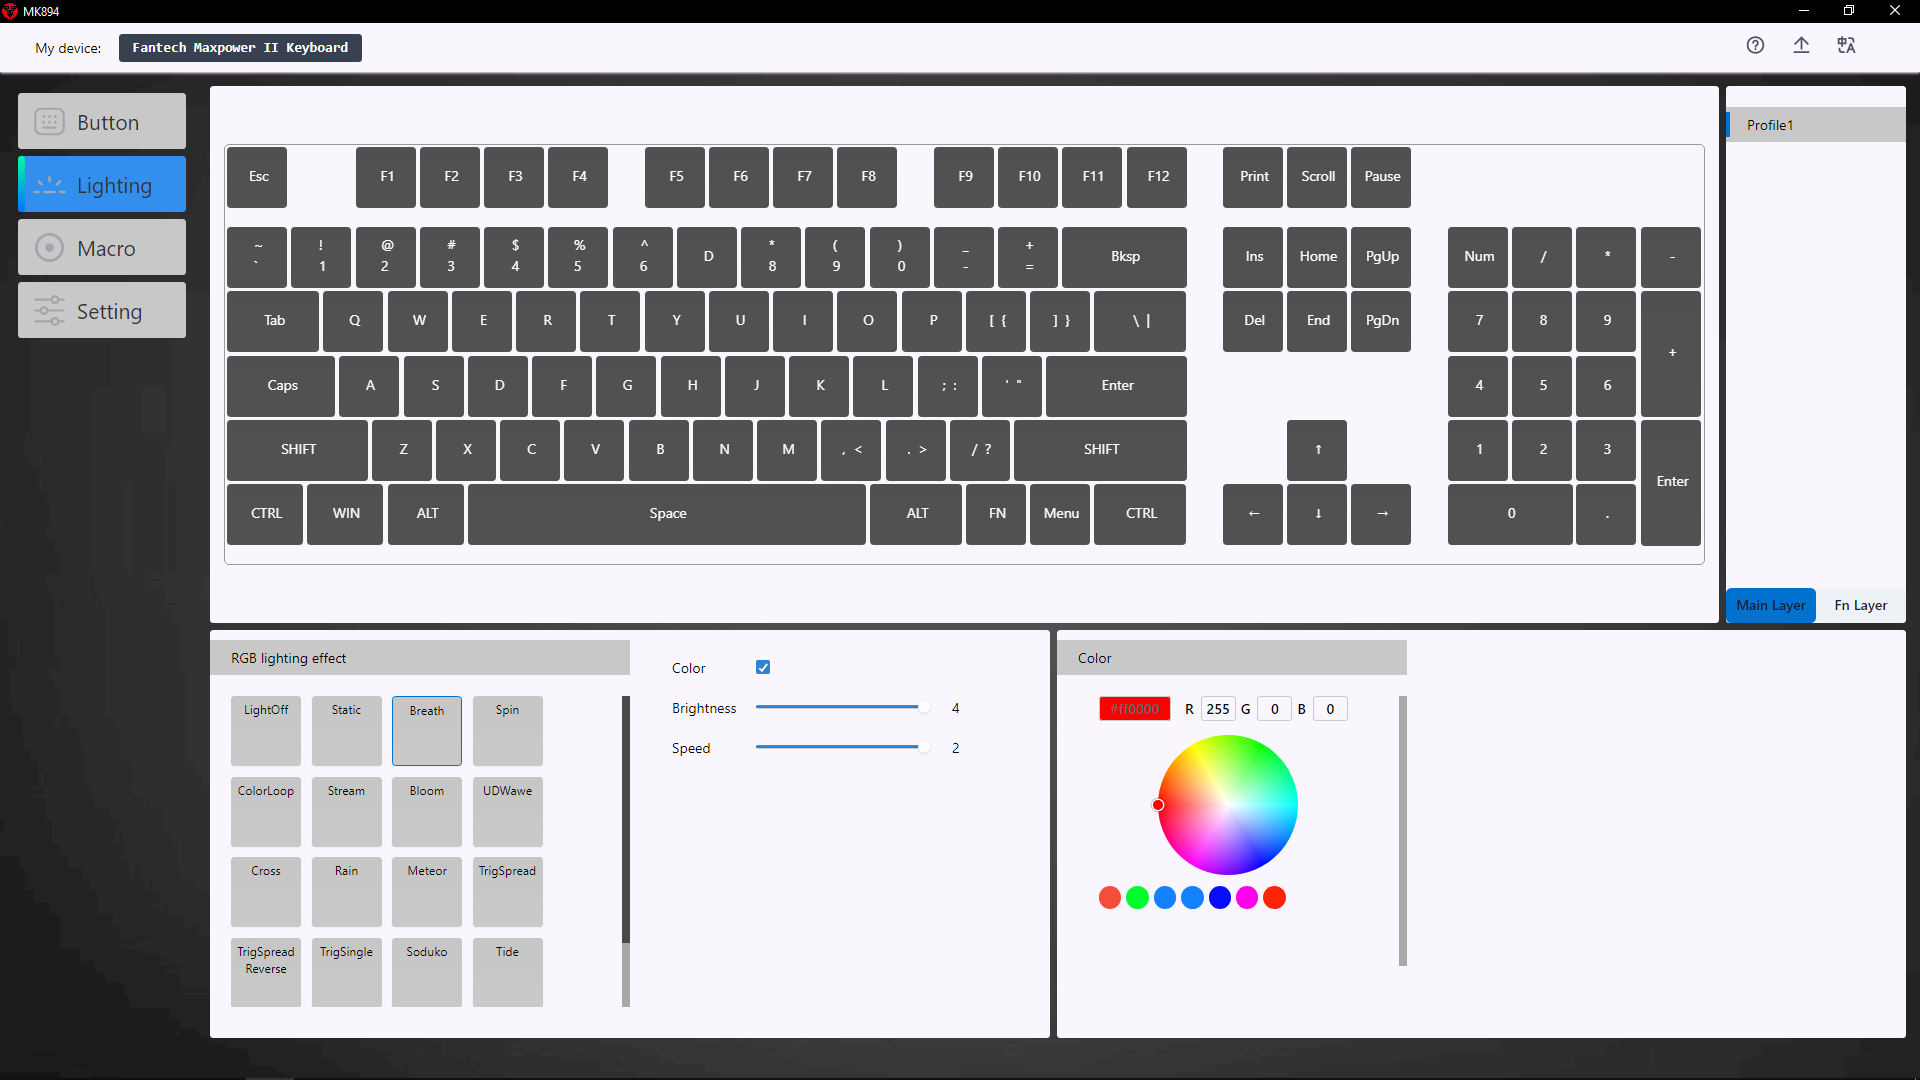 MK894
My device: Fantech Maxpower II Keyboard
Button
Lighting
Macro
Setting
Esc F1 F2 F3 F4 F5 F6 F7 F8 F9 F10 F11 F12 Print Scroll Pause
~ ! @ # $ % ^ D * ( ) _ + Bksp Ins Home PgUp Num / * -
` 1 2 3 4 5 6 8 9 0 - =
Tab Q W E R T Y U I O P [ { ] } \ | Del End PgDn 7 8 9 +
Caps A S D F G H J K L ; : ' " Enter 4 5 6
SHIFT Z X C V B N M , < . > / ? SHIFT ↑ 1 2 3 Enter
CTRL WIN ALT Space ALT FN Menu CTRL ← ↓ → 0 .
Profile1
Main Layer Fn Layer
RGB lighting effect
LightOff Static Breath Spin
ColorLoop Stream Bloom UDWawe
Cross Rain Meteor TrigSpread
TrigSpread TrigSingle Soduko Tide
Reverse
Color
Brightness 4
Speed 2
Color
#ff0000 R 255 G 0 B 0